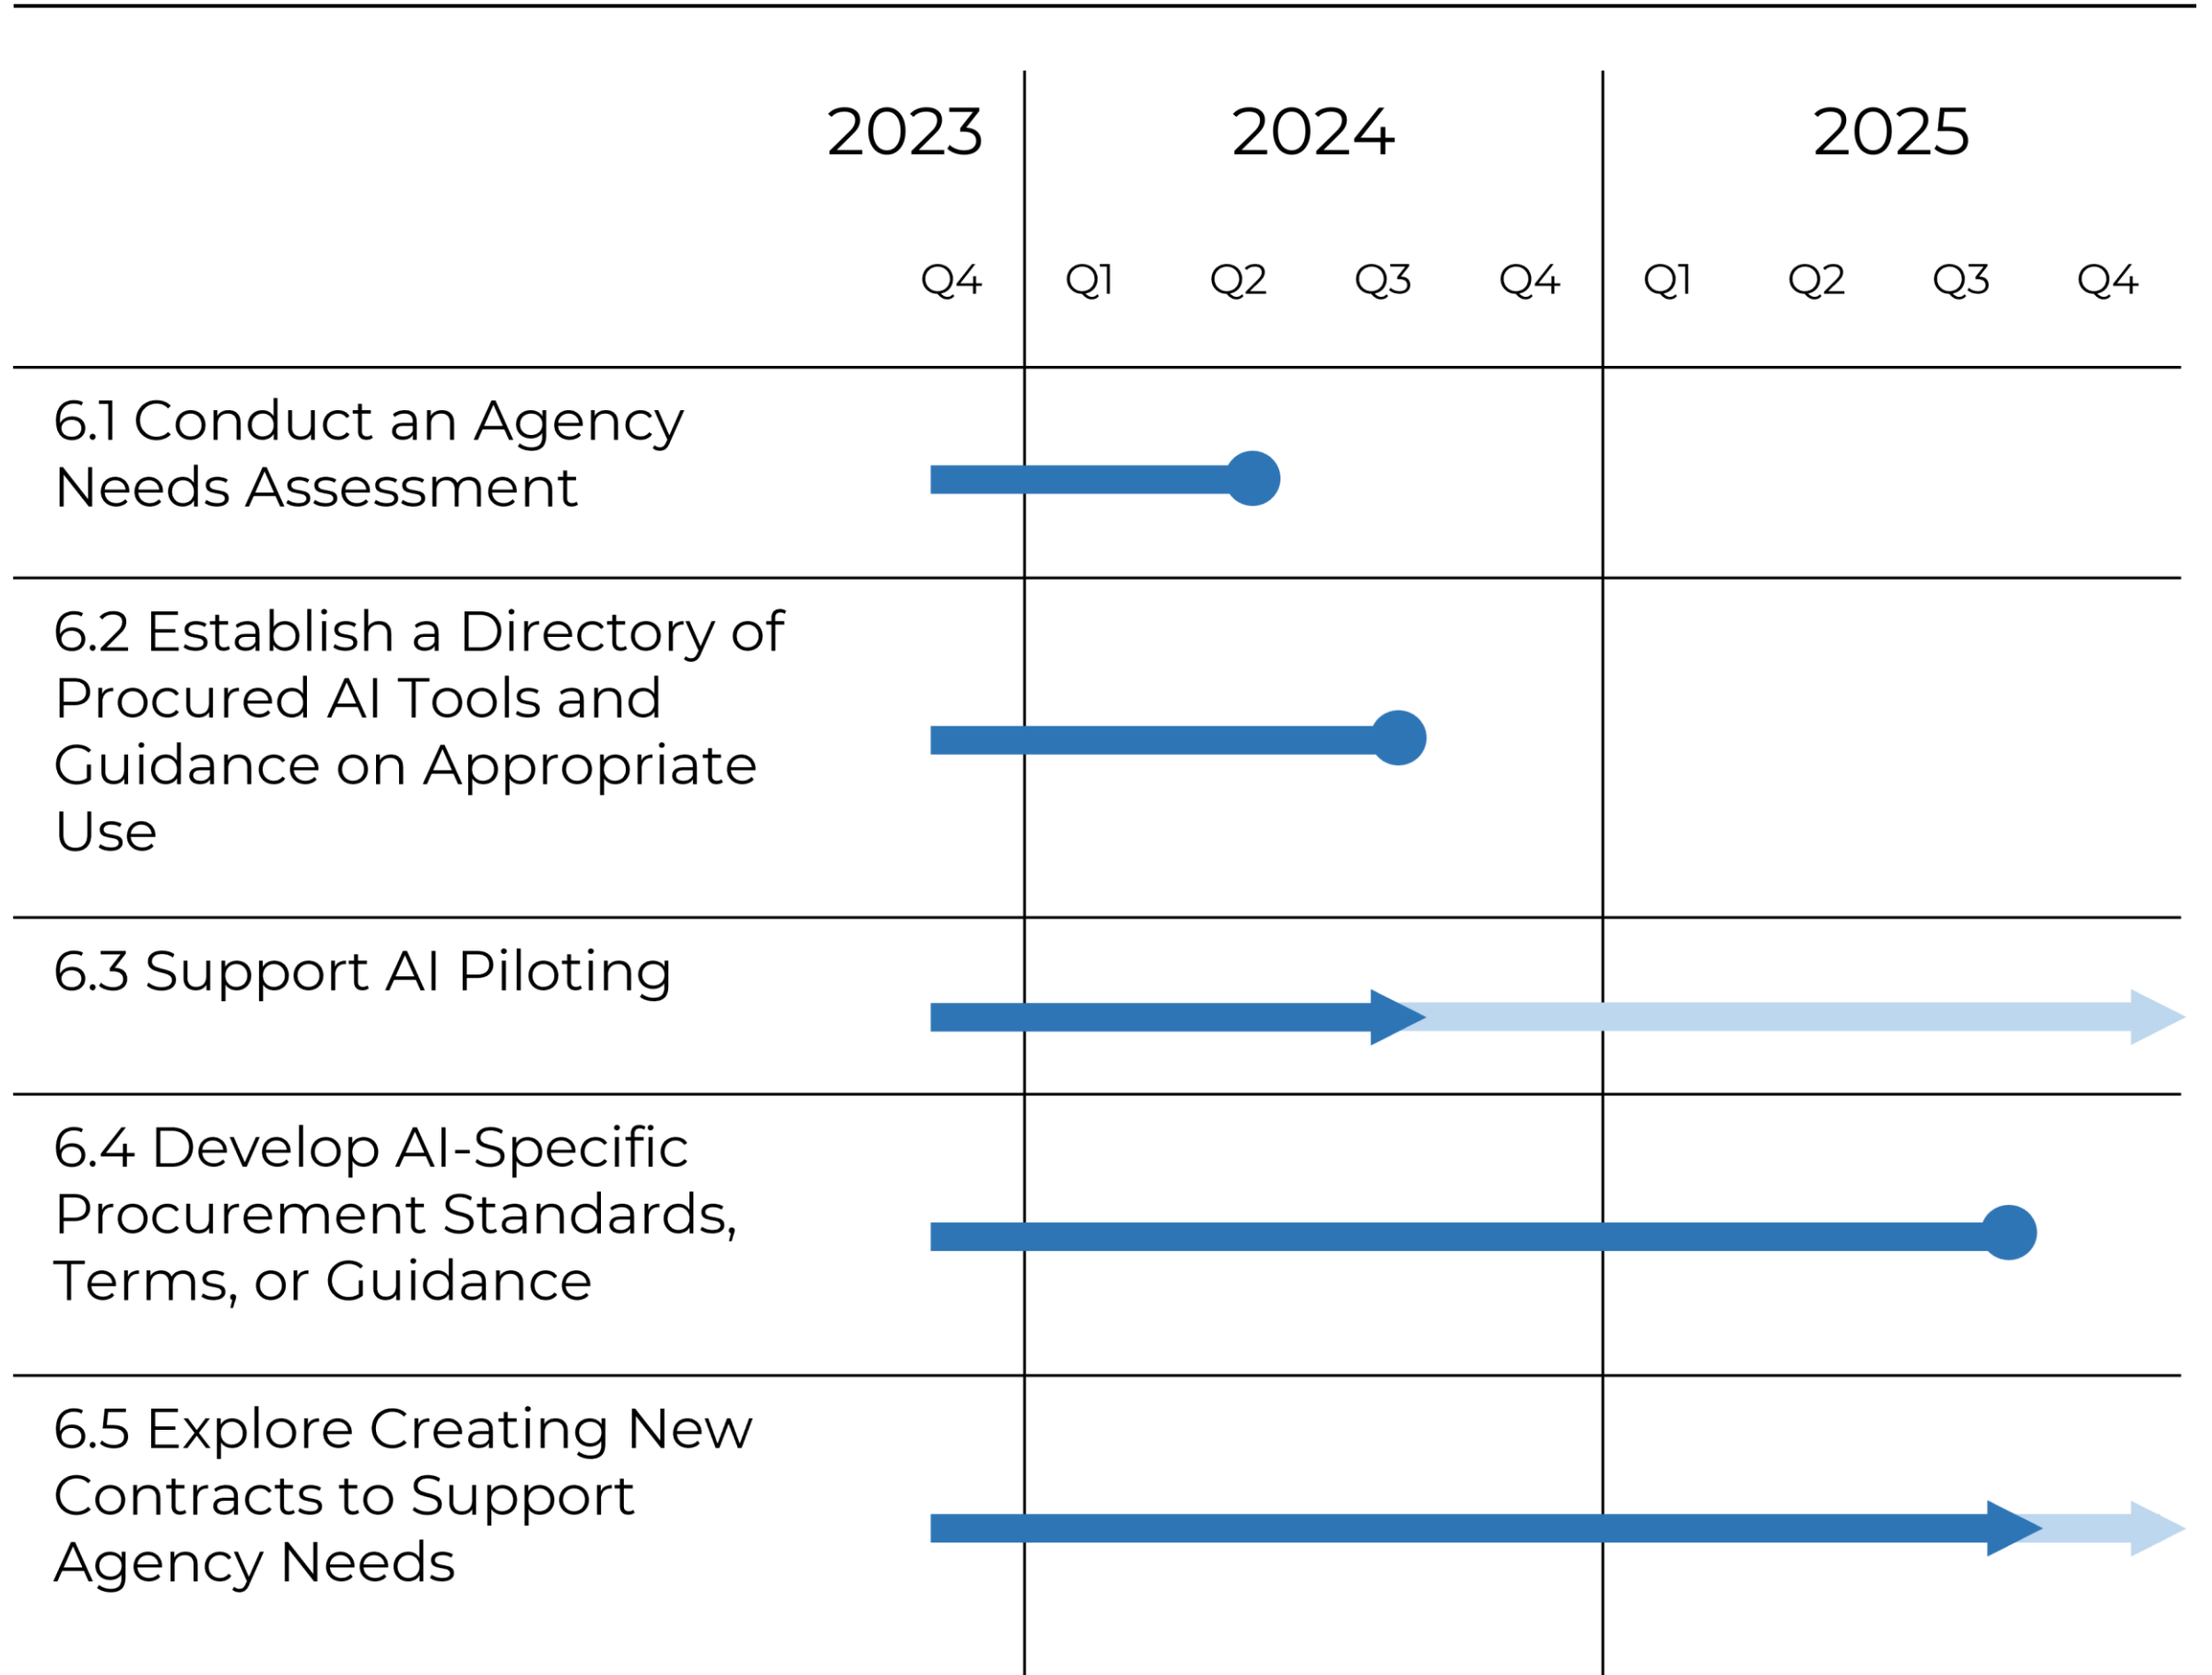 2023 2024 2025
Q4 Q1 Q2 Q3 Q4 Q1 Q2 Q3 Q4
6.1 Conduct an Agency
Needs Assessment
6.2 Establish a Directory of
Procured AI Tools and
Guidance on Appropriate
Use
6.3 Support AI Piloting
6.4 Develop AI-Specific
Procurement Standards,
Terms, or Guidance
6.5 Explore Creating New
Contracts to Support
Agency Needs